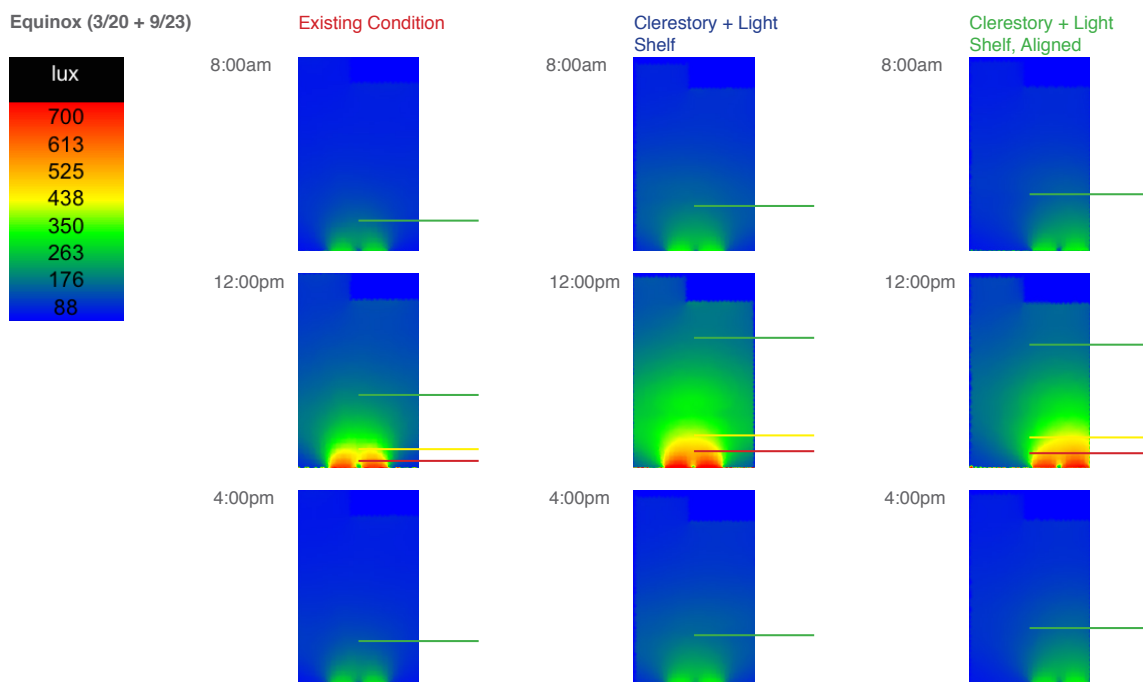 Equinox (3/20 + 9/23)
Existing Condition
Clerestory + Light
Shelf
Clerestory + Light
Shelf, Aligned
lux
700
613
525
438
350
263
176
88
8:00am
8:00am
8:00am
12:00pm
12:00pm
12:00pm
4:00pm
4:00pm
4:00pm